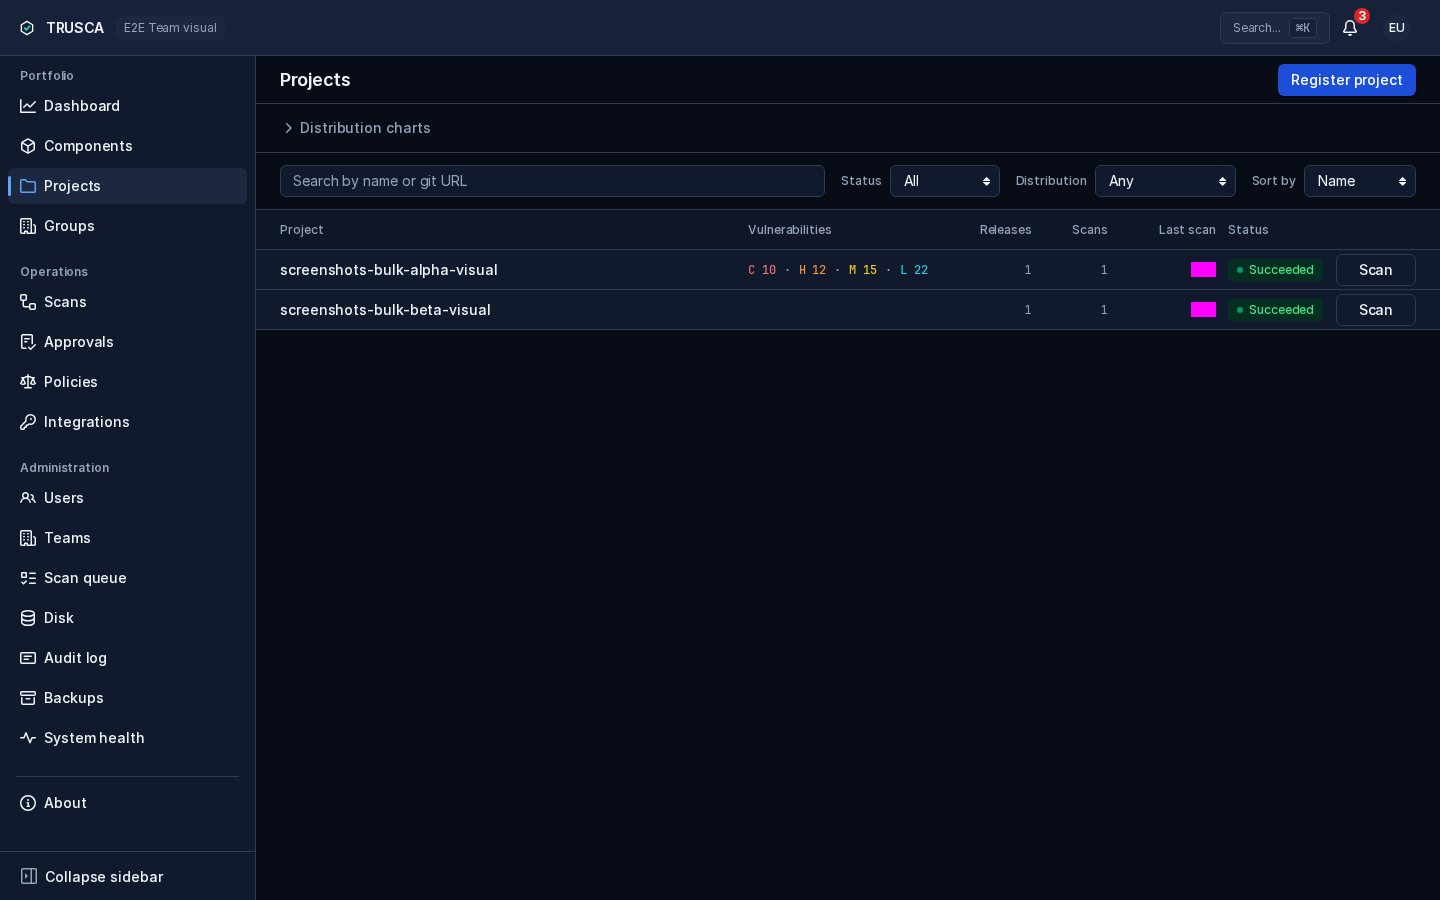 TRUSCA E2E Team visual Search... ⌘K 3 EU
Portfolio
Dashboard
Components
Projects
Groups
Operations
Scans
Approvals
Policies
Integrations
Administration
Users
Teams
Scan queue
Disk
Audit log
Backups
System health
About
Collapse sidebar
Projects Register project
Distribution charts
Search by name or git URL Status All Distribution Any Sort by Name
Project Vulnerabilities Releases Scans Last scan Status
screenshots-bulk-alpha-visual C 10 · H 12 · M 15 · L 22 1 1 Succeeded Scan
screenshots-bulk-beta-visual 1 1 Succeeded Scan